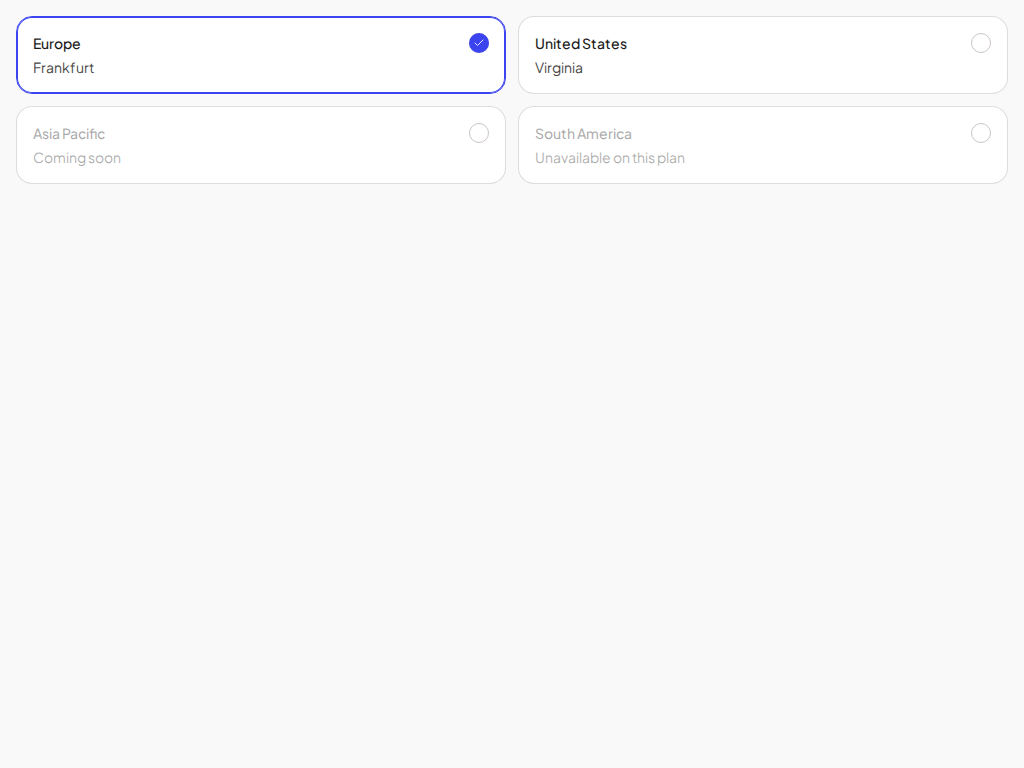 Europe
Frankfurt
United States
Virginia
Asia Pacific
Coming soon
South America
Unavailable on this plan